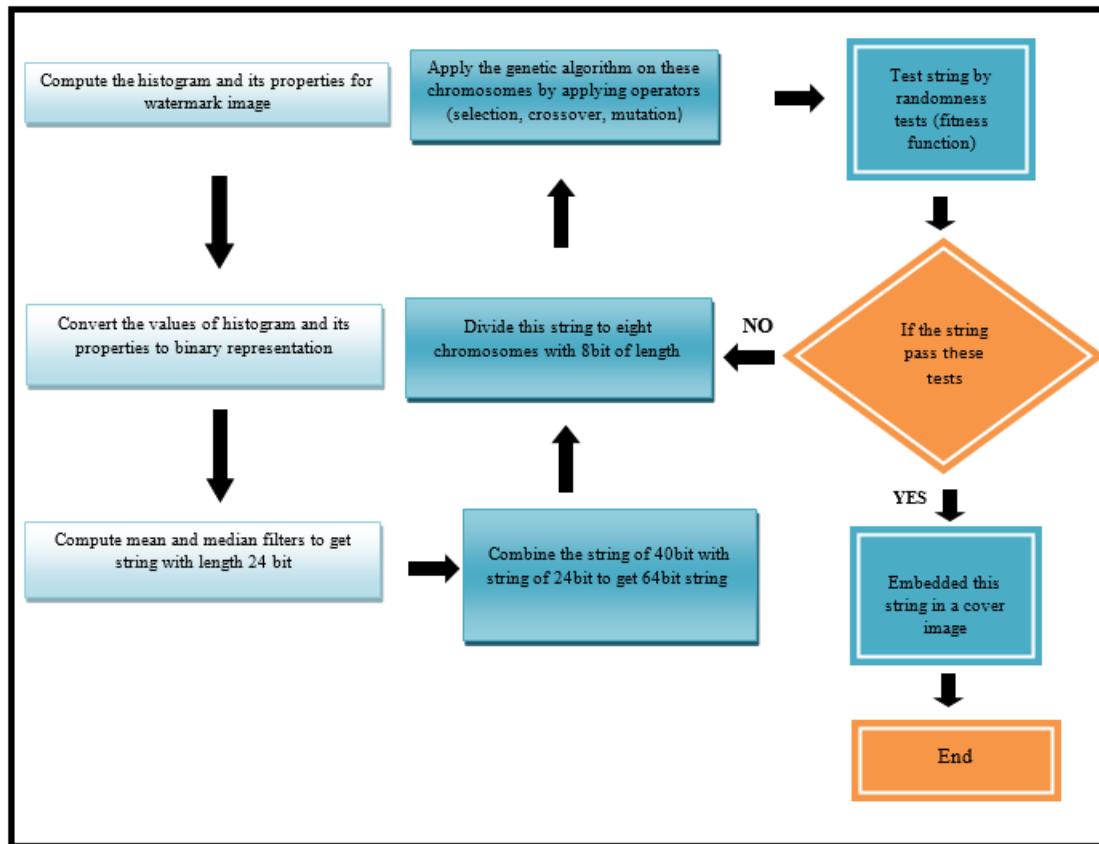 Compute the histogram and its properties for
watermark image
Convert the values of histogram and its
properties to binary representation
Compute mean and median filters to get
string with length 24 bit
Combine the string of 40bit with
string of 24bit to get 64bit string
Divide this string to eight
chromosomes with 8bit of length
Apply the genetic algorithm on these
chromosomes by applying operators
(selection, crossover, mutation)
Test string by
randomness
tests (fitness
function)
If the string
pass these
tests
NO
YES
Embedded this
string in a cover
image
End